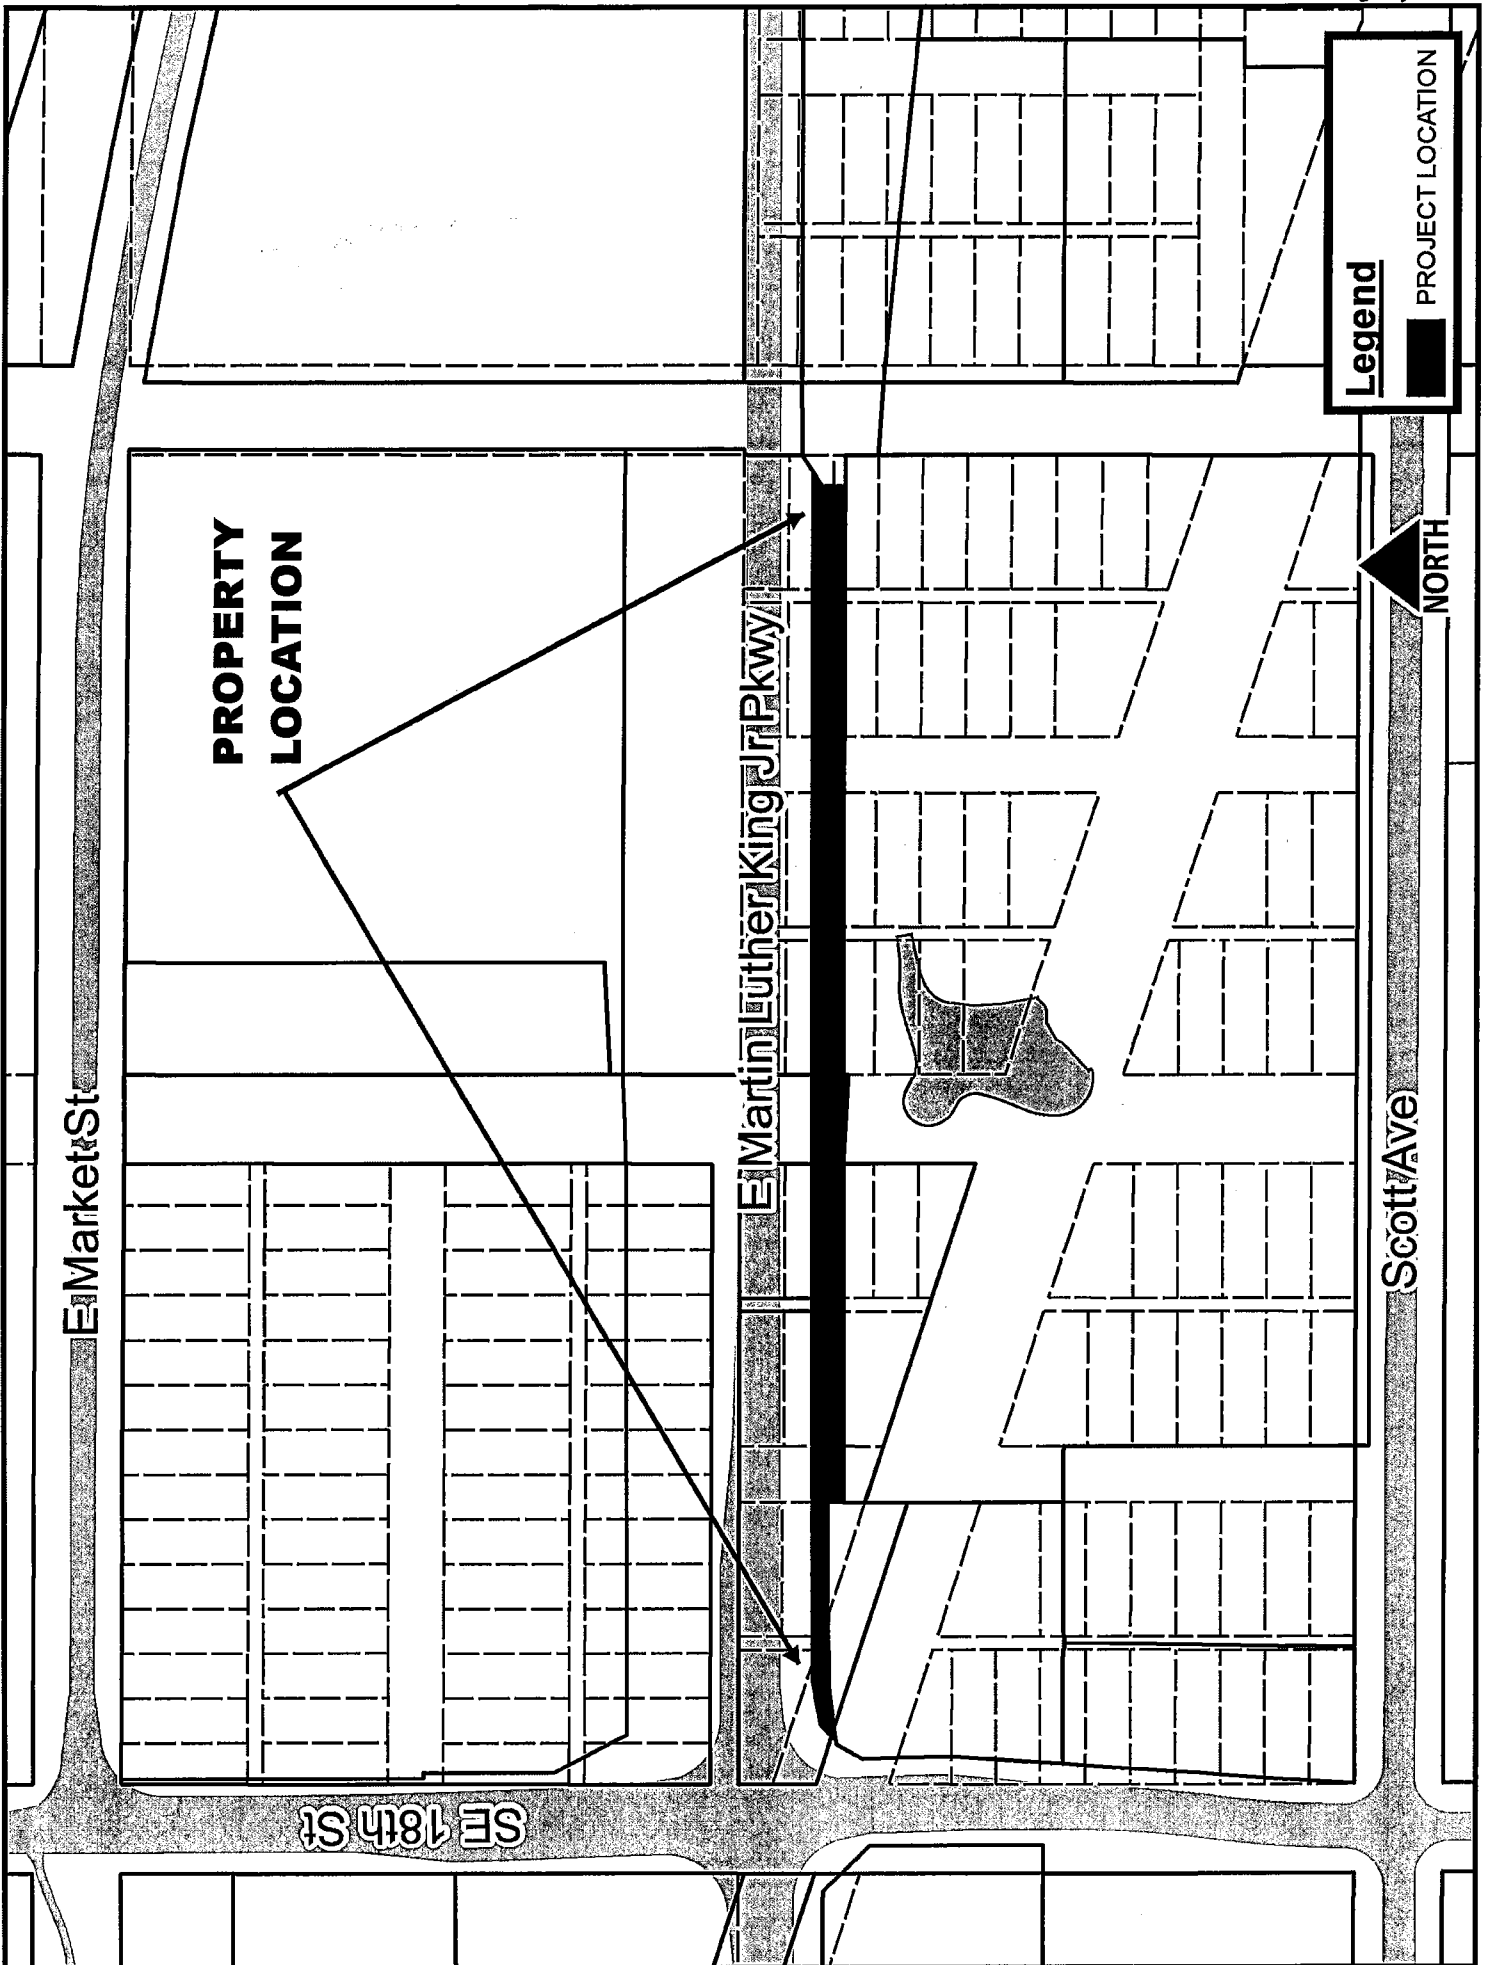 E Market St
PROPERTY
LOCATION
E Martin Luther King Jr Pkwy
SE 18th St
Scott Ave
Legend
PROJECT LOCATION
NORTH